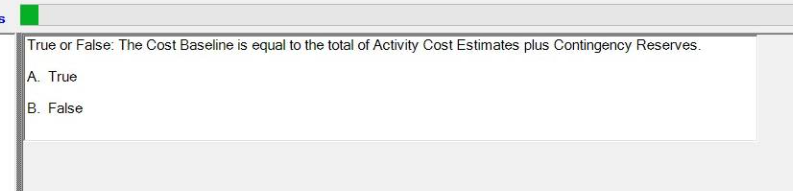 s
True or False: The Cost Baseline is equal to the total of Activity Cost Estimates plus Contingency Reserves.
A. True
B. False